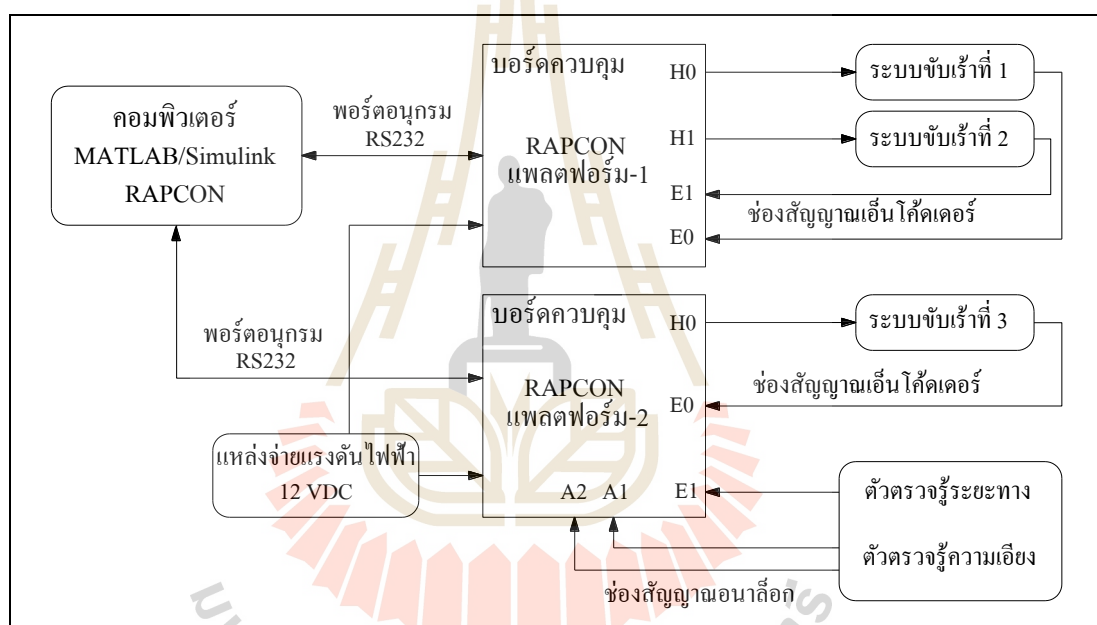 คอมพิวเตอร์
MATLAB/Simulink
RAPCON
พอร์ตอนุกรม
RS232
บอร์ดควบคุม
RAPCON
แพลตฟอร์ม-1
H0
H1
E1
E0
ระบบขับเร้าที่ 1
ระบบขับเร้าที่ 2
ช่องสัญญาณเอ็นโค้ดเดอร์
พอร์ตอนุกรม
RS232
แหล่งจ่ายแรงดันไฟฟ้า
12 VDC
บอร์ดควบคุม
RAPCON
แพลตฟอร์ม-2
H0
E0
E1
A2 A1
ระบบขับเร้าที่ 3
ช่องสัญญาณเอ็นโค้ดเดอร์
ตัวตรวจรู้ระยะทาง
ตัวตรวจรู้ความเอียง
ช่องสัญญาณอนาล็อก